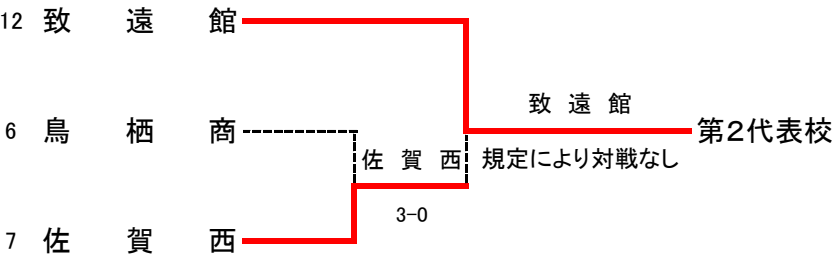 12 致 遠 館
致 遠 館
6 鳥 栖 商
第2代表校
佐 賀 西 規定により対戦なし
3-0
7 佐 賀 西